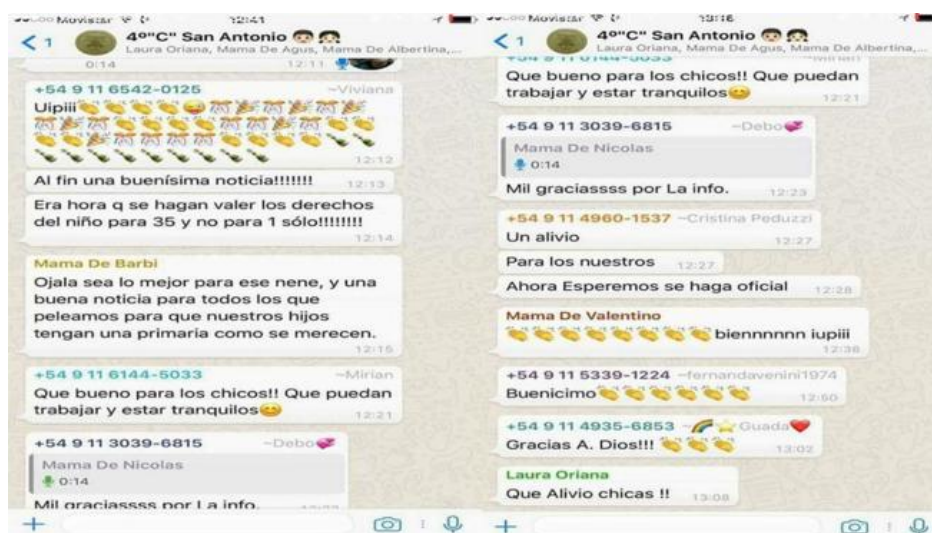 Movistar 12:41
1 4º"C" San Antonio
Laura Oriana, Mama De Agus, Mama De Albertina,...
0:14 12:11
+54 9 11 6542-0125 ~Viviana
Uipiii
12:12
Al fin una buenísima noticia!!!!!!! 12:13
Era hora q se hagan valer los derechos
del niño para 35 y no para 1 sólo!!!!!!!!
12:14
Mama De Barbi
Ojala sea lo mejor para ese nene, y una
buena noticia para todos los que
peleamos para que nuestros hijos
tengan una primaria como se merecen.
12:15
+54 9 11 6144-5033 ~Mirian
Que bueno para los chicos!! Que puedan
trabajar y estar tranquilos 12:21
+54 9 11 3039-6815 ~Debo
Mama De Nicolas
0:14
Mil graciassss por La info.
Movistar 13:16
1 4º"C" San Antonio
Laura Oriana, Mama De Agus, Mama De Albertina,...
+54 9 11 6144-5033 ~Mirian
Que bueno para los chicos!! Que puedan
trabajar y estar tranquilos 12:21
+54 9 11 3039-6815 ~Debo
Mama De Nicolas
0:14
Mil graciassss por La info. 12:23
+54 9 11 4960-1537 ~Cristina Peduzzi
Un alivio 12:27
Para los nuestros 12:27
Ahora Esperemos se haga oficial 12:28
Mama De Valentino
biennnnnn iupiii
12:38
+54 9 11 5339-1224 ~fernandavenini1974
Buenicimo 12:50
+54 9 11 4935-6853 ~ Guada
Gracias A. Dios!!! 13:02
Laura Oriana
Que Alivio chicas !! 13:08